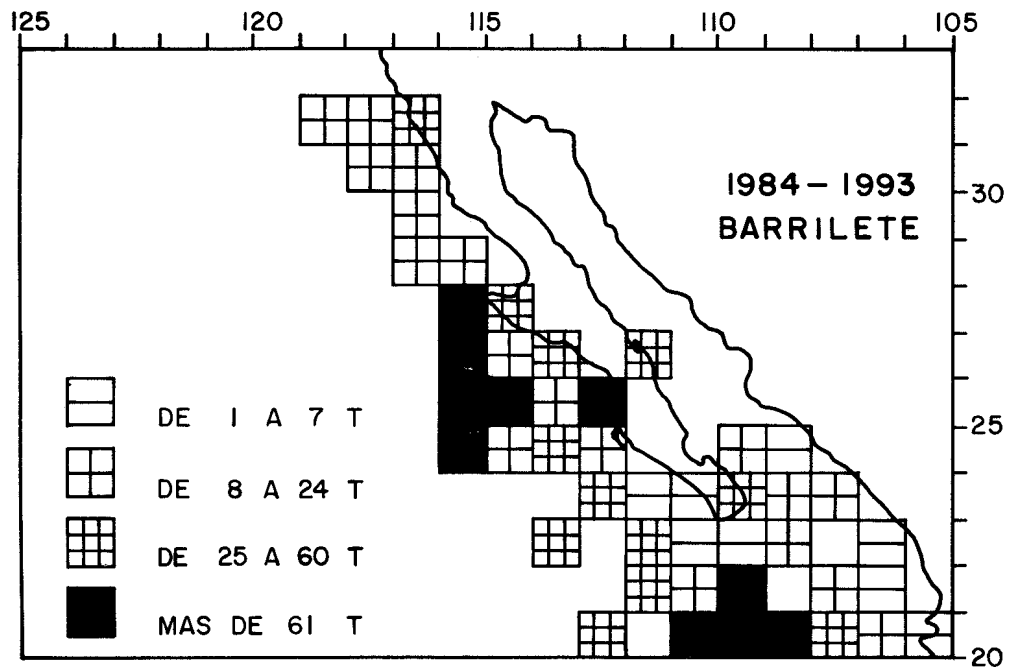 125 120 115 110 105
1984 – 1993
BARRILETE
30
25
20
DE 1 A 7 T
DE 8 A 24 T
DE 25 A 60 T
MAS DE 61 T